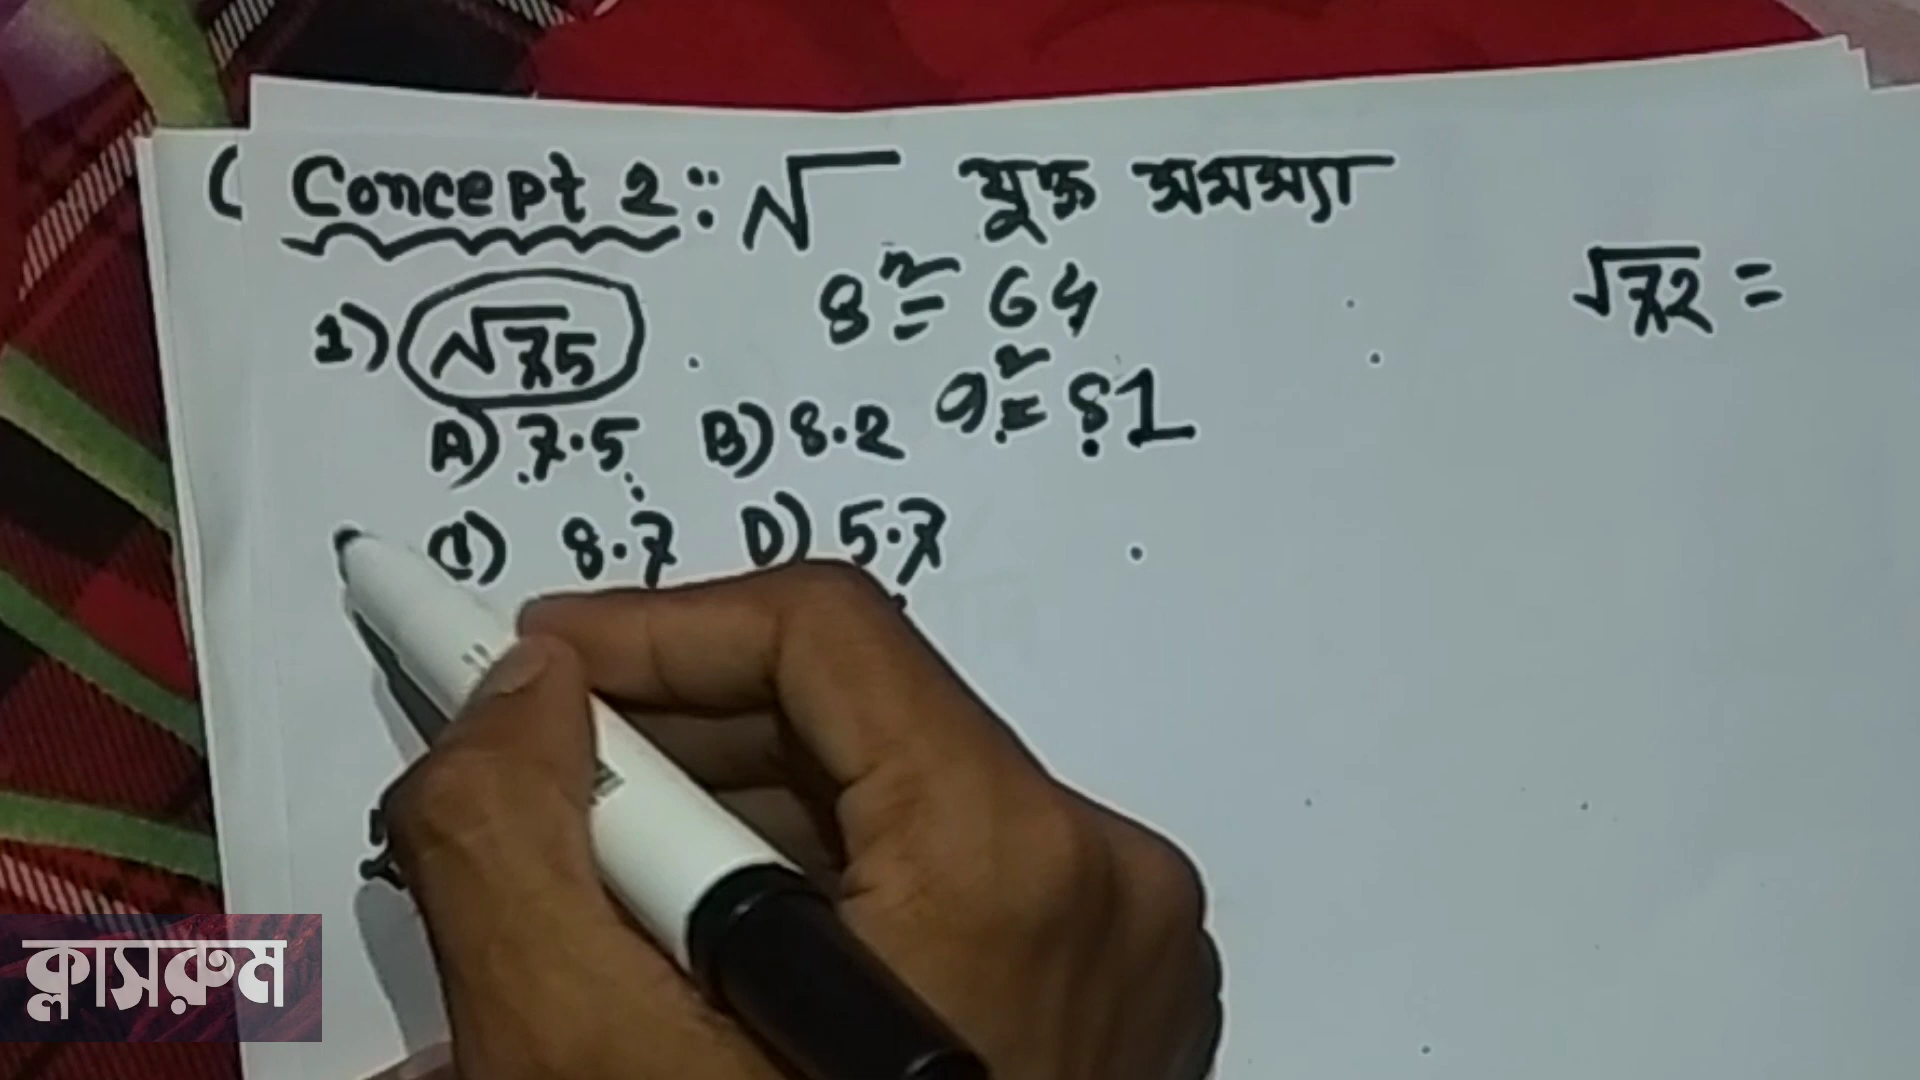 ( Concept 2:: √ যুক্ত সমস্যা
√72 =
1) √75
8² = 64
9² = 81
A) 7.5 B) 8.2
C) 8.7 D) 5.7
ক্লাসরুম